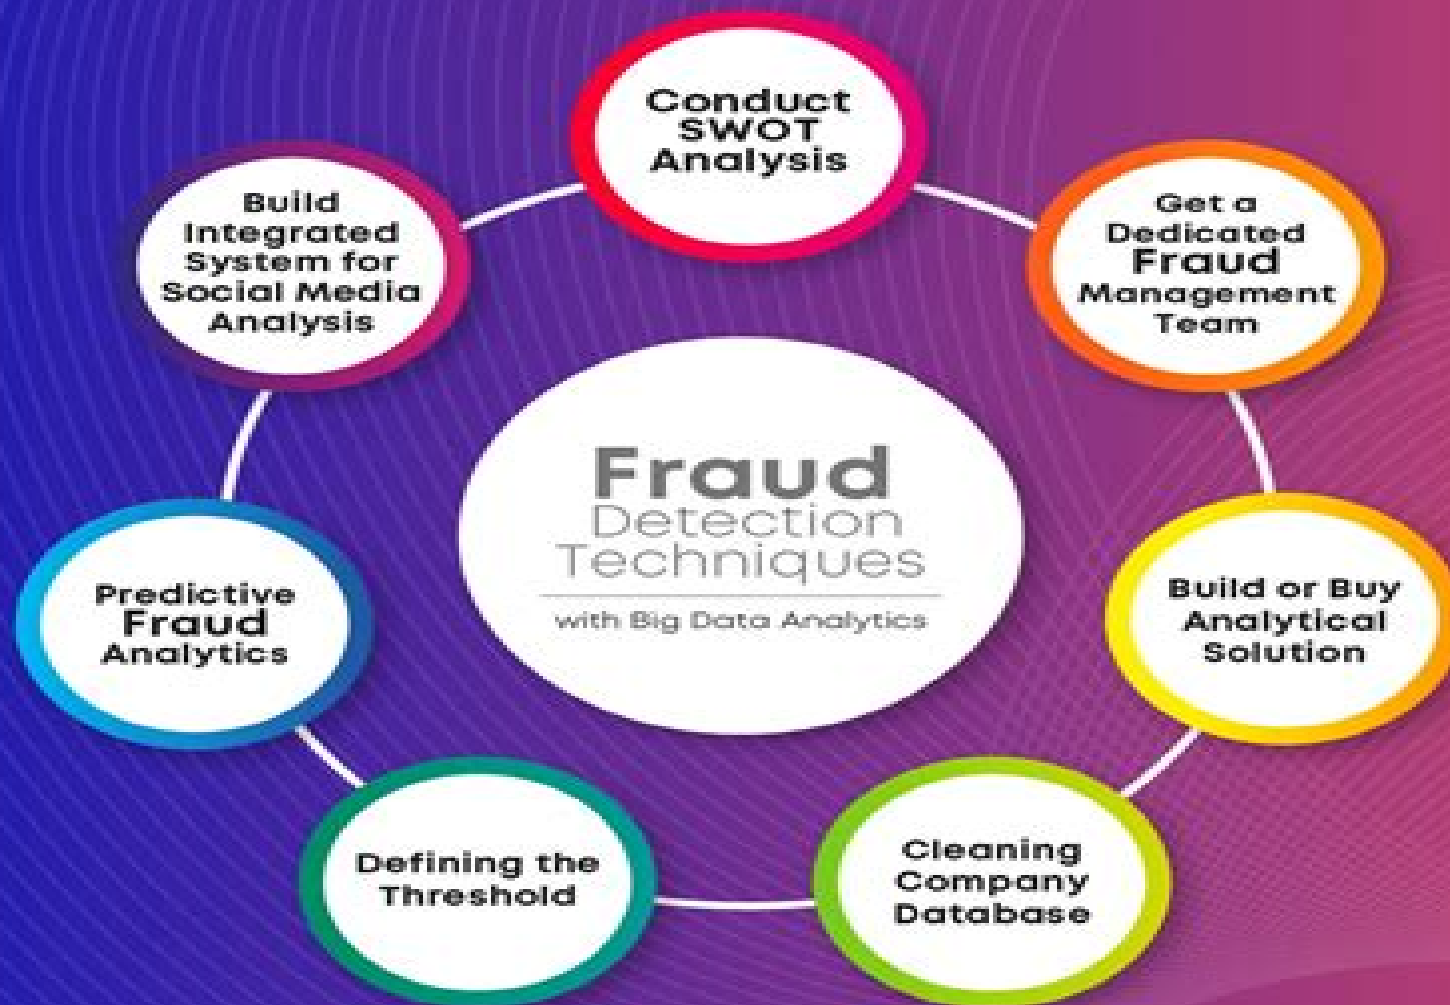 Conduct
SWOT
Analysis
Get a
Dedicated
Fraud
Management
Team
Build or Buy
Analytical
Solution
Cleaning
Company
Database
Defining the
Threshold
Predictive
Fraud
Analytics
Build
Integrated
System for
Social Media
Analysis
Fraud
Detection
Techniques
with Big Data Analytics